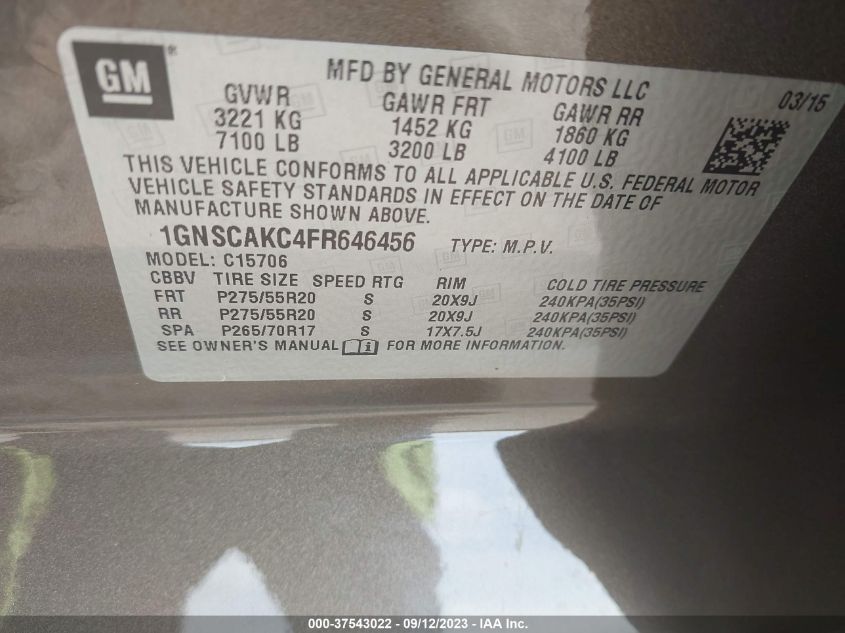 GM®
MFD BY GENERAL MOTORS LLC
03/15
GVWR GAWR FRT GAWR RR
3221 KG 1452 KG 1860 KG
7100 LB 3200 LB 4100 LB
THIS VEHICLE CONFORMS TO ALL APPLICABLE U.S. FEDERAL MOTOR
VEHICLE SAFETY STANDARDS IN EFFECT ON THE DATE OF
MANUFACTURE SHOWN ABOVE.
1GNSCAKC4FR646456 TYPE: M.P.V.
MODEL: C15706
CBBV TIRE SIZE SPEED RTG RIM COLD TIRE PRESSURE
FRT P275/55R20 S 20X9J 240KPA(35PSI)
RR P275/55R20 S 20X9J 240KPA(35PSI)
SPA P265/70R17 S 17X7.5J 240KPA(35PSI)
SEE OWNER'S MANUAL i FOR MORE INFORMATION.
000-37543022 - 09/12/2023 - IAA Inc.